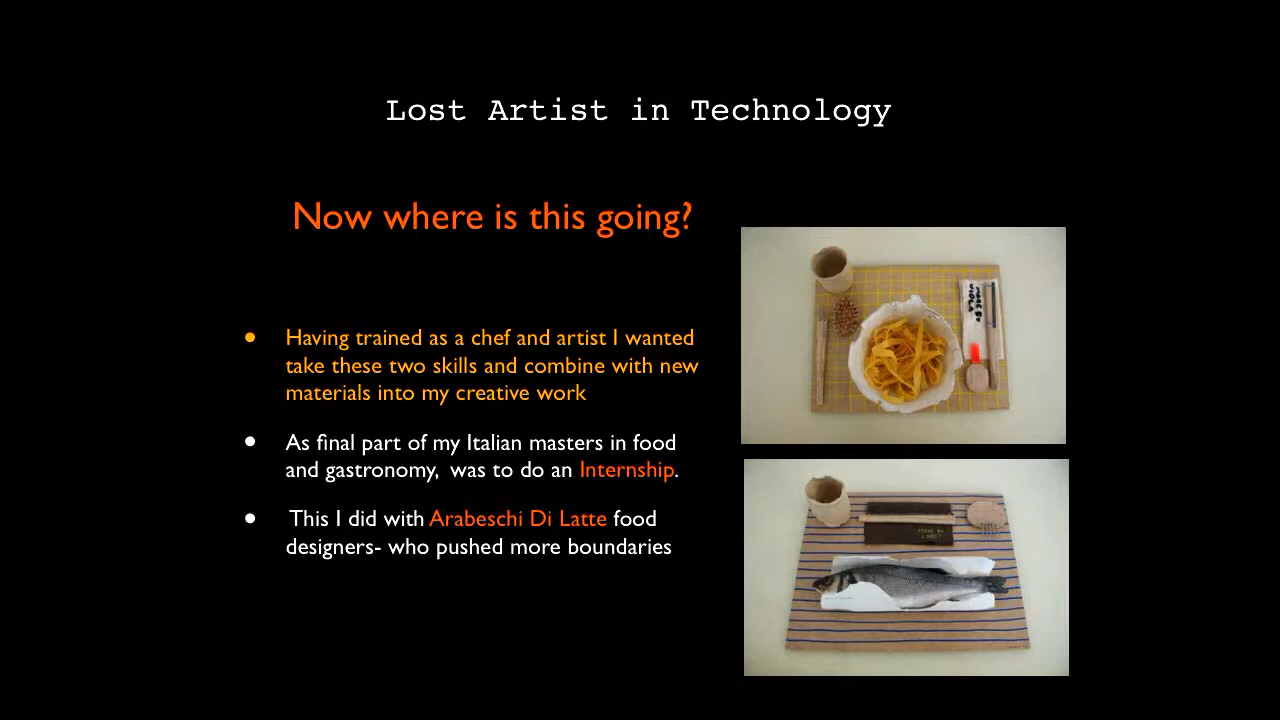 Lost Artist in Technology
Now where is this going?
• Having trained as a chef and artist I wanted
take these two skills and combine with new
materials into my creative work
• As final part of my Italian masters in food
and gastronomy, was to do an Internship.
• This I did with Arabeschi Di Latte food
designers- who pushed more boundaries
MADE BY